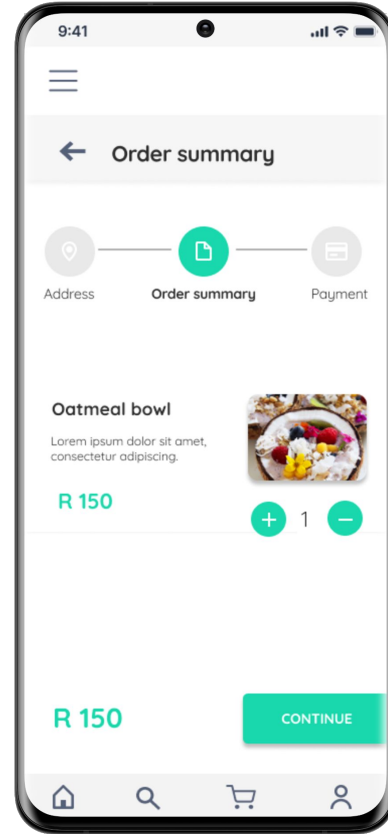 9:41
Order summary
Address
Order summary
Payment
Oatmeal bowl
Lorem ipsum dolor sit amet,
consectetur adipiscing.
R 150
1
R 150
CONTINUE